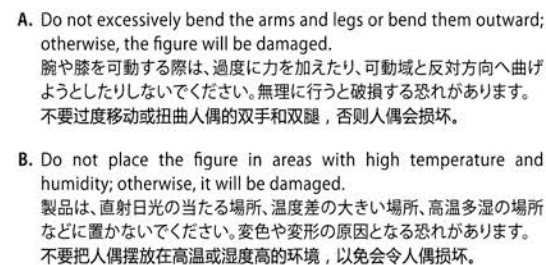 A. Do not excessively bend the arms and legs or bend them outward;
otherwise, the figure will be damaged.
腕や膝を可動する際は、過度に力を加えたり、可動域と反対方向へ曲げ
ようとしたりしないでください。無理に行うと破損する恐れがあります。
不要过度移动或扭曲人偶的双手和双腿，否则人偶会损坏。
B. Do not place the figure in areas with high temperature and
humidity; otherwise, it will be damaged.
製品は、直射日光の当たる場所、温度差の大きい場所、高温多湿の場所
などに置かないでください。変色や変形の原因となる恐れがあります。
不要把人偶摆放在高温或湿度高的环境，以免会令人偶损坏。